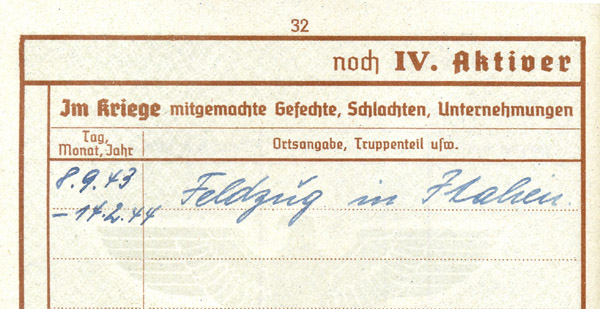 32
noch IV. Aktiver
Im Kriege mitgemachte Gefechte, Schlachten, Unternehmungen
Tag, Monat, Jahr
Ortsangabe, Truppenteil usw.
8.9.43
Feldzug in Italien.
– 14.2.44